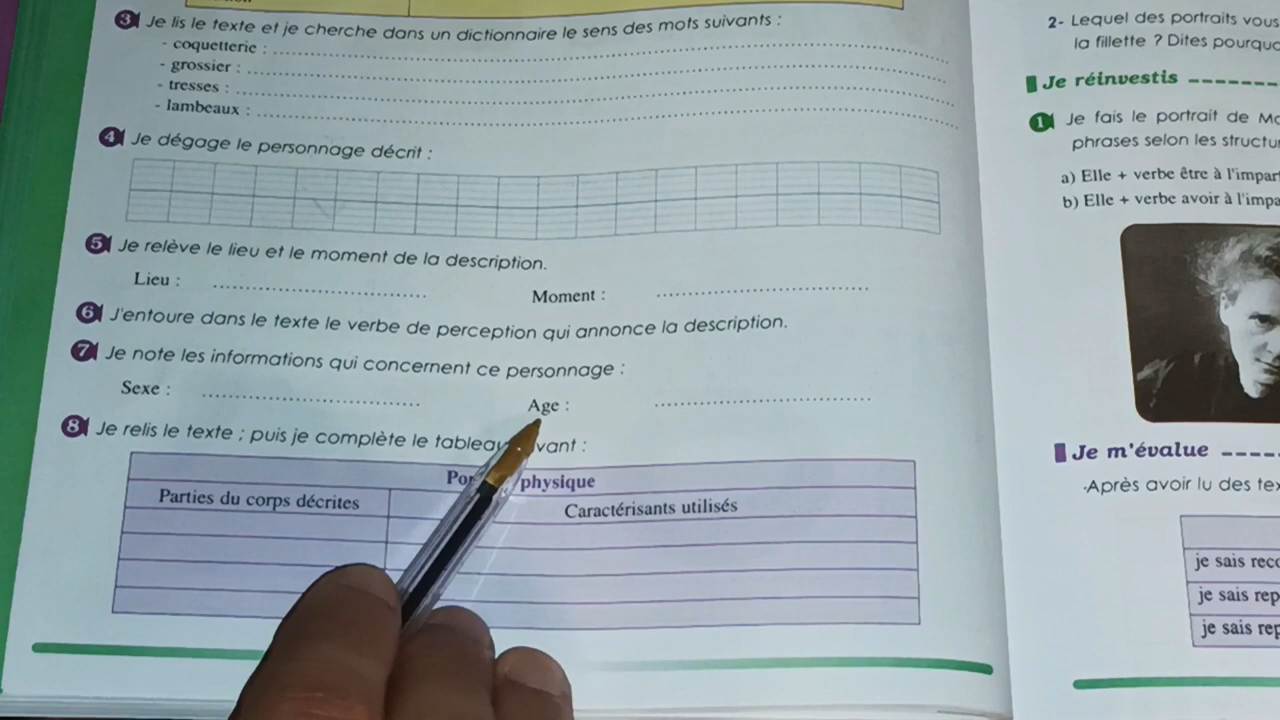 3 Je lis le texte et je cherche dans un dictionnaire le sens des mots suivants :
- coquetterie :
- grossier :
- tresses :
- lambeaux :
4 Je dégage le personnage décrit :
5 Je relève le lieu et le moment de la description.
Lieu : Moment :
6 J'entoure dans le texte le verbe de perception qui annonce la description.
7 Je note les informations qui concernent ce personnage :
Sexe : Age :
8 Je relis le texte ; puis je complète le tableau vant :
physique
Parties du corps décrites Caractérisants utilisés
2- Lequel des portraits vous
la fillette ? Dites pourquo
Je réinvestis
1 Je fais le portrait de
phrases selon les structu
a) Elle + verbe être à l'impar
b) Elle + verbe avoir à l'impa
Je m'évalue
Après avoir lu des tex
je sais reco
je sais rep
je sais rep